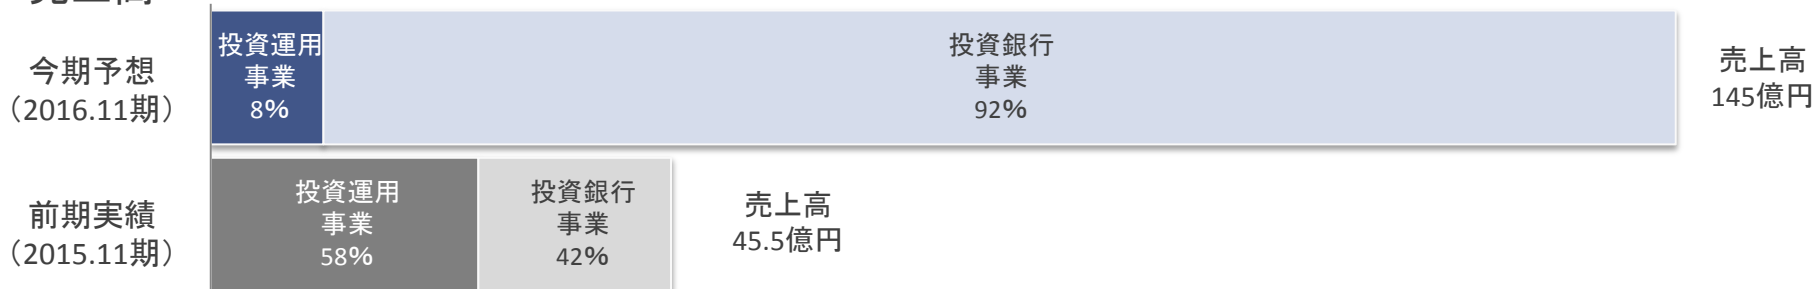 今期予想
（2016.11期）
投資運用
事業
8%
投資銀行
事業
92%
売上高
145億円
前期実績
（2015.11期）
投資運用
事業
58%
投資銀行
事業
42%
売上高
45.5億円